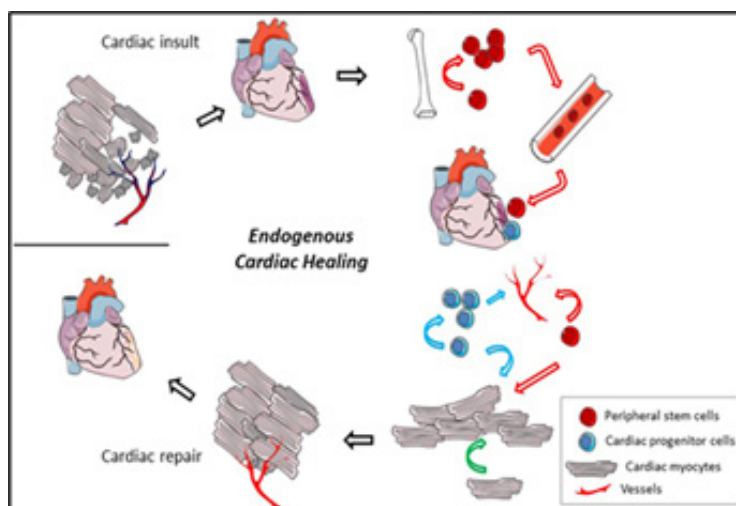 Cardiac insult
Endogenous
Cardiac Healing
Cardiac repair
Peripheral stem cells
Cardiac progenitor cells
Cardiac myocytes
Vessels